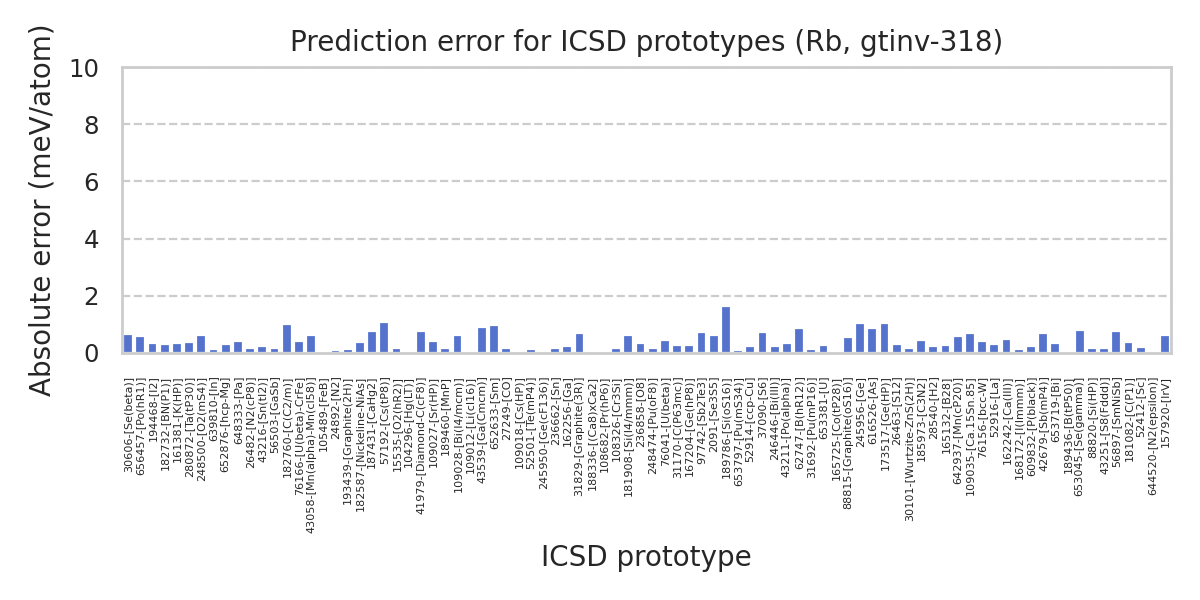 Prediction error for ICSD prototypes (Rb, gtinv-318)
Absolute error (meV/atom)
10
8
6
4
2
0
306066-[Se(beta)]
656457-[Po(hR1)]
194468-[I2]
182732-[BN(P1)]
161381-[K(HP)]
280872-[Ta(tP30)]
248500-[O2(mS4)]
639810-[In]
652876-[hcp-Mg]
648333-[Pa]
26482-[N2(cP8)]
43216-[Sn(tI2)]
56503-[GaSb]
182760-[C(C2/m)]
76166-[U(beta)-CrFe]
43058-[Mn(alpha)-Mn(cI58)]
105489-[FeB]
24892-[N2]
193439-[Graphite(2H)]
182587-[Nickeline-NiAs]
187431-[CaHg2]
57192-[Cs(tP8)]
15535-[O2(hR2)]
104296-[Hg(LT)]
41979-[Diamond-C(cF8)]
109027-[Sr(HP)]
189460-[MnP]
109028-[Bi(I4/mcm)]
109012-[Li(cI16)]
43539-[Ga(Cmcm)]
652633-[Sm]
27249-[CO]
109018-[Cs(HP)]
52501-[Te(mP4)]
245950-[Ge(cF136)]
236662-[Sn]
162256-[Ga]
31829-[Graphite(3R)]
188336-[(Ca8)xCa2]
108682-[Pr(hP6)]
108326-[Cr3Si]
181908-[Si(I4/mmm)]
236858-[O8]
248474-[Pu(oF8)]
76041-[U(beta)]
31170-[C(P63mc)]
167204-[Ge(hP8)]
97742-[Sb2Te3]
2091-[Se3S5]
189786-[Si(oS16)]
653797-[Pu(mS34)]
52914-[ccp-Cu]
37090-[S6]
246446-[Bi(III)]
43211-[Po(alpha)]
62747-[B(hR12)]
31692-[Pu(mP16)]
653381-[U]
165725-[Co(tP28)]
88815-[Graphite(oS16)]
245956-[Ge]
616526-[As]
173517-[Ge(HP)]
26463-[S12]
30101-[Wurtzite-ZnS(2H)]
185973-[C3N2]
28540-[H2]
165132-[B28]
642937-[Mn(cP20)]
109035-[Ca.15Sn.85]
76156-[bcc-W]
52916-[La]
162242-[Ca(III)]
168172-[I(Immm)]
609832-[P(black)]
42679-[Sb(mP4)]
189436-[B(tP50)]
653719-[Bi]
653045-[Se(gamma)]
88820-[Si(HP)]
43251-[S8(Fddd)]
56897-[SmNiSb]
181082-[C(P1)]
52412-[Sc]
644520-[N2(epsilon)]
157920-[IrV]
ICSD prototype